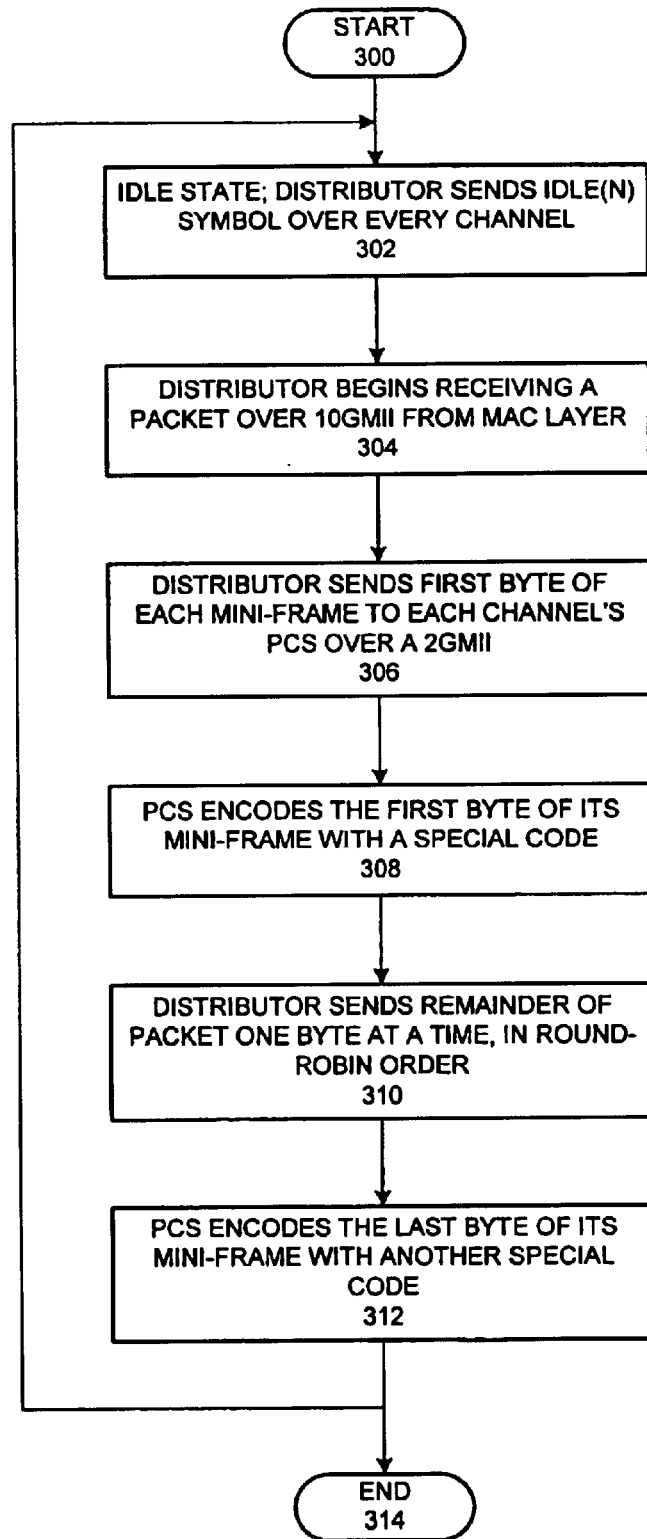 START
300
IDLE STATE; DISTRIBUTOR SENDS IDLE(N)
SYMBOL OVER EVERY CHANNEL
302
DISTRIBUTOR BEGINS RECEIVING A
PACKET OVER 10GMII FROM MAC LAYER
304
DISTRIBUTOR SENDS FIRST BYTE OF
EACH MINI-FRAME TO EACH CHANNEL'S
PCS OVER A 2GMII
306
PCS ENCODES THE FIRST BYTE OF ITS
MINI-FRAME WITH A SPECIAL CODE
308
DISTRIBUTOR SENDS REMAINDER OF
PACKET ONE BYTE AT A TIME, IN ROUND-
ROBIN ORDER
310
PCS ENCODES THE LAST BYTE OF ITS
MINI-FRAME WITH ANOTHER SPECIAL
CODE
312
END
314